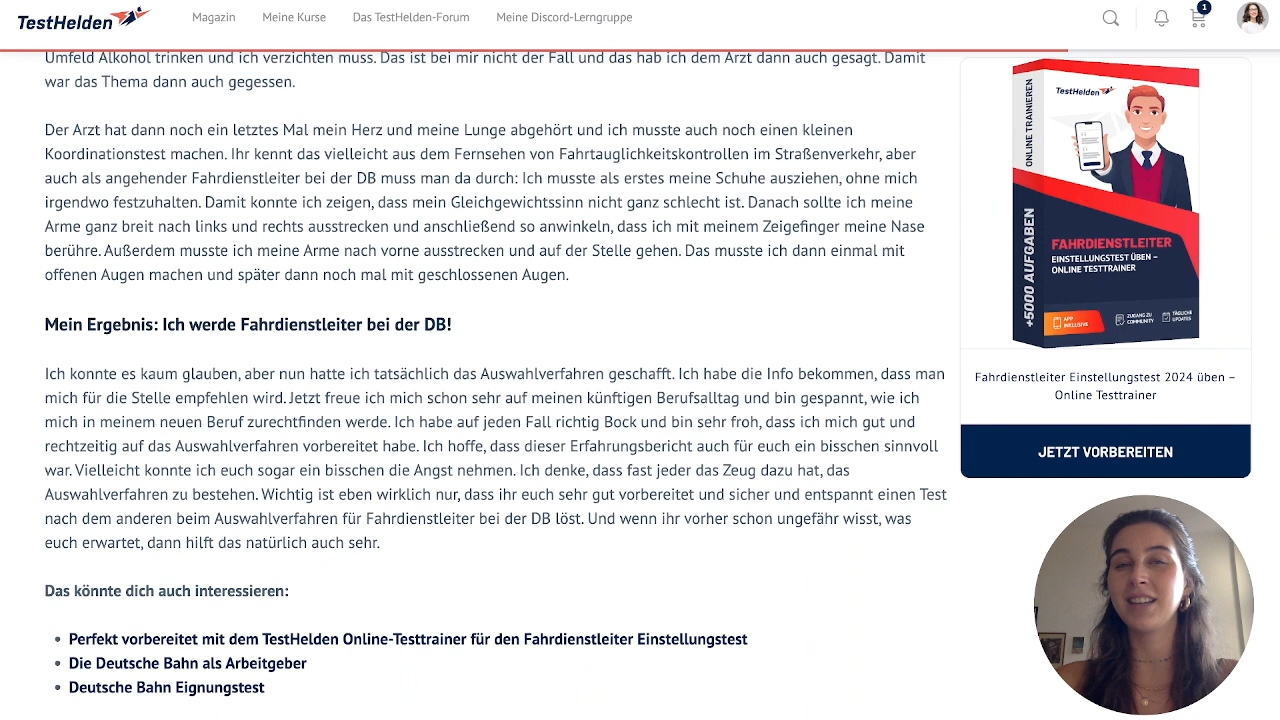 TestHelden
Magazin
Meine Kurse
Das TestHelden-Forum
Meine Discord-Lerngruppe
1
Umfeld Alkohol trinken und ich verzichten muss. Das ist bei mir nicht der Fall und das hab ich dem Arzt dann auch gesagt. Damit
war das Thema dann auch gegessen.
Der Arzt hat dann noch ein letztes Mal mein Herz und meine Lunge abgehört und ich musste auch noch einen kleinen
Koordinationstest machen. Ihr kennt das vielleicht aus dem Fernsehen von Fahrtauglichkeitskontrollen im Straßenverkehr, aber
auch als angehender Fahrdienstleiter bei der DB muss man da durch: Ich musste als erstes meine Schuhe ausziehen, ohne mich
irgendwo festzuhalten. Damit konnte ich zeigen, dass mein Gleichgewichtssinn nicht ganz schlecht ist. Danach sollte ich meine
Arme ganz breit nach links und rechts ausstrecken und anschließend so anwinkeln, dass ich mit meinem Zeigefinger meine Nase
berühre. Außerdem musste ich meine Arme nach vorne ausstrecken und auf der Stelle gehen. Das musste ich dann einmal mit
offenen Augen machen und später dann noch mal mit geschlossenen Augen.
Mein Ergebnis: Ich werde Fahrdienstleiter bei der DB!
Ich konnte es kaum glauben, aber nun hatte ich tatsächlich das Auswahlverfahren geschafft. Ich habe die Info bekommen, dass man
mich für die Stelle empfehlen wird. Jetzt freue ich mich schon sehr auf meinen künftigen Berufsalltag und bin gespannt, wie ich
mich in meinem neuen Beruf zurechtfinden werde. Ich habe auf jeden Fall richtig Bock und bin sehr froh, dass ich mich gut und
rechtzeitig auf das Auswahlverfahren vorbereitet habe. Ich hoffe, dass dieser Erfahrungsbericht auch für euch ein bisschen sinnvoll
war. Vielleicht konnte ich euch sogar ein bisschen die Angst nehmen. Ich denke, dass fast jeder das Zeug dazu hat, das
Auswahlverfahren zu bestehen. Wichtig ist eben wirklich nur, dass ihr euch sehr gut vorbereitet und sicher und entspannt einen Test
nach dem anderen beim Auswahlverfahren für Fahrdienstleiter bei der DB löst. Und wenn ihr vorher schon ungefähr wisst, was
euch erwartet, dann hilft das natürlich auch sehr.
Das könnte dich auch interessieren:
Perfekt vorbereitet mit dem TestHelden Online-Testtrainer für den Fahrdienstleiter Einstellungstest
Die Deutsche Bahn als Arbeitgeber
Deutsche Bahn Eignungstest
ONLINE TRAINIEREN
+5000 AUFGABEN
TestHelden
FAHRDIENSTLEITER
EINSTELLUNGSTEST ÜBEN –
ONLINE TESTTRAINER
APP
INKLUSIVE
ZUGANG ZU
COMMUNITY
TÄGLICHE
UPDATES
Fahrdienstleiter Einstellungstest 2024 üben –
Online Testtrainer
JETZT VORBEREITEN